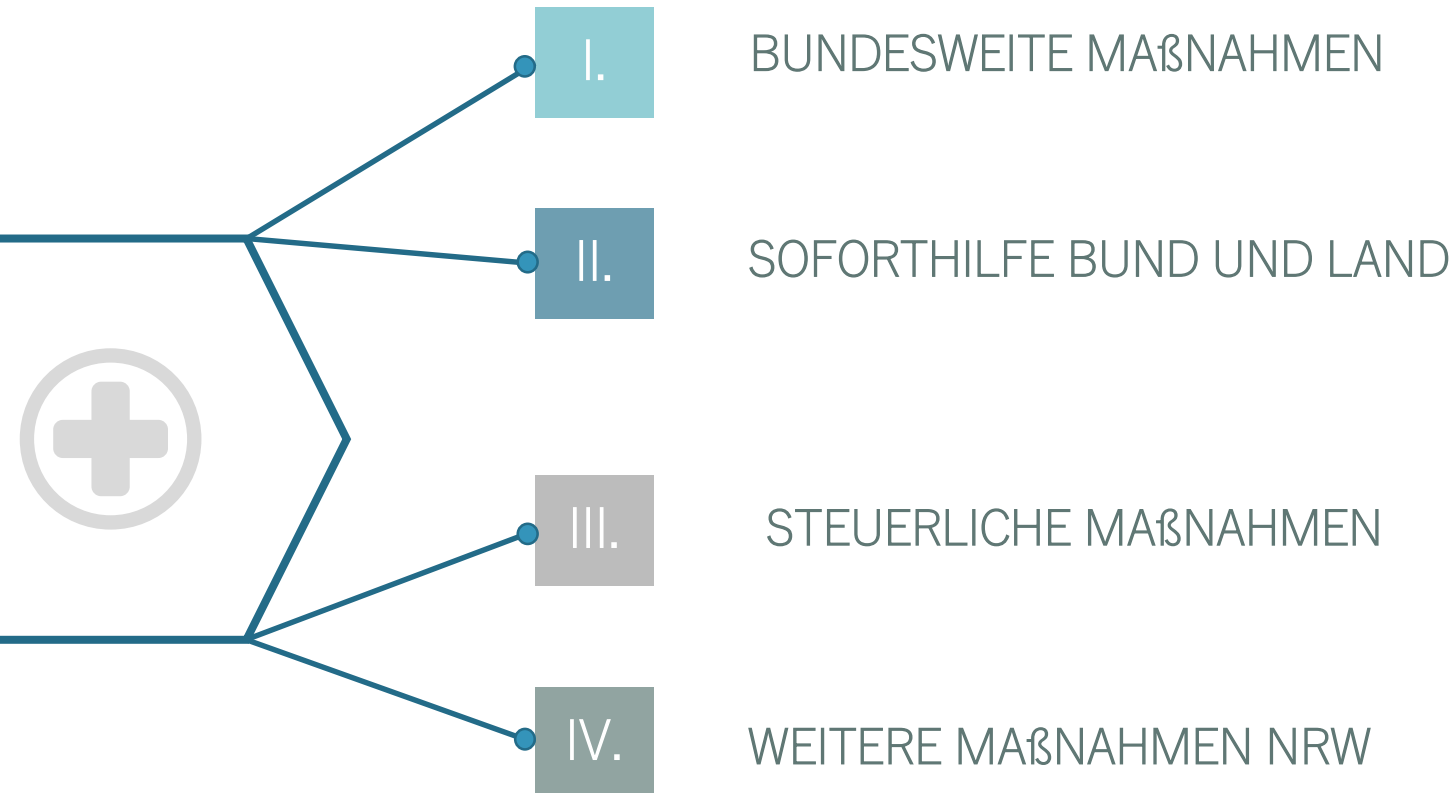 I. BUNDESWEITE MAßNAHMEN
II. SOFORTHILFE BUND UND LAND
III. STEUERLICHE MAßNAHMEN
IV. WEITERE MAßNAHMEN NRW